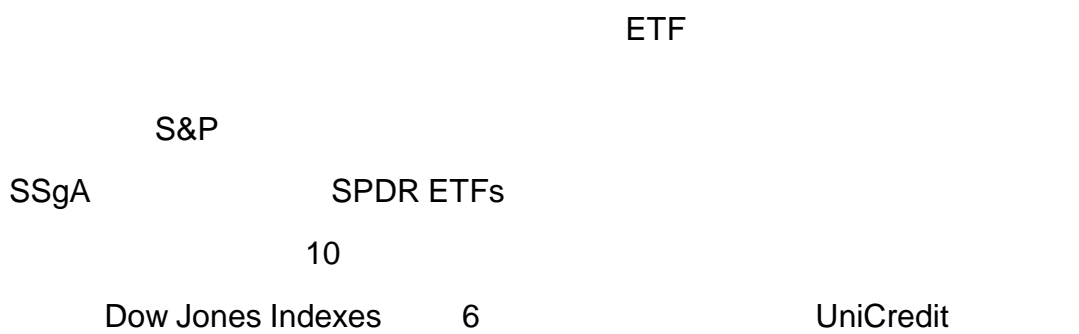 ETF
S&P
SSgA SPDR ETFs
10
Dow Jones Indexes 6 UniCredit